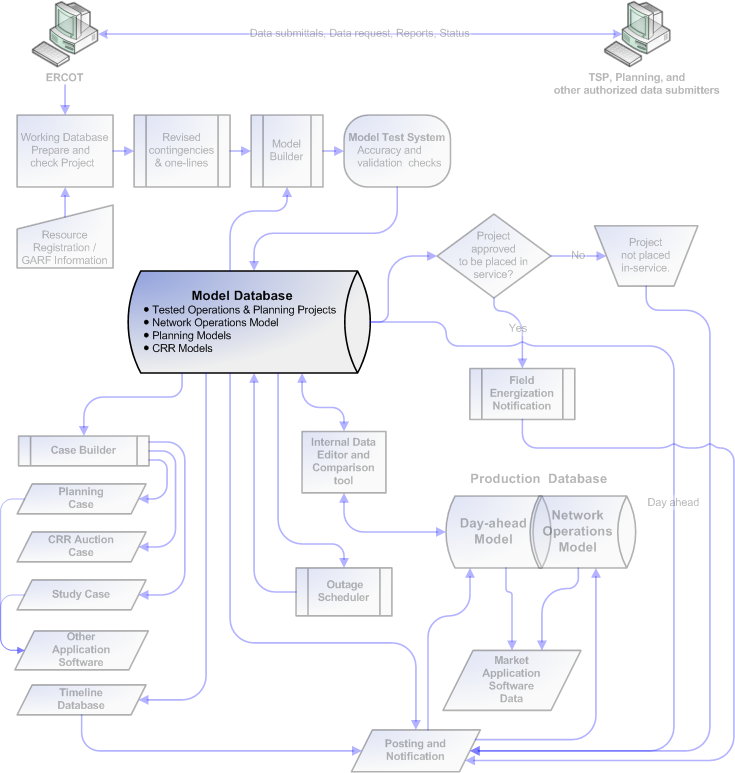 Data submittals, Data request, Reports, Status
ERCOT
TSP, Planning, and
other authorized data submitters
Working Database
Prepare and
check Project
Revised
contingencies
& one-lines
Model
Builder
Model Test System
Accuracy and
validation checks
Resource
Registration /
GARF Information
Project
approved
to be placed in
service?
No
Project
not placed
in-service.
Yes
Model Database
• Tested Operations & Planning Projects
• Network Operations Model
• Planning Models
• CRR Models
Field
Energization
Notification
Case Builder
Internal Data
Editor and
Comparison
tool
Planning
Case
Production Database
Day-ahead
Model
Network
Operations
Model
Day ahead
CRR Auction
Case
Study Case
Outage
Scheduler
Other
Application
Software
Market
Application
Software
Data
Timeline
Database
Posting and
Notification